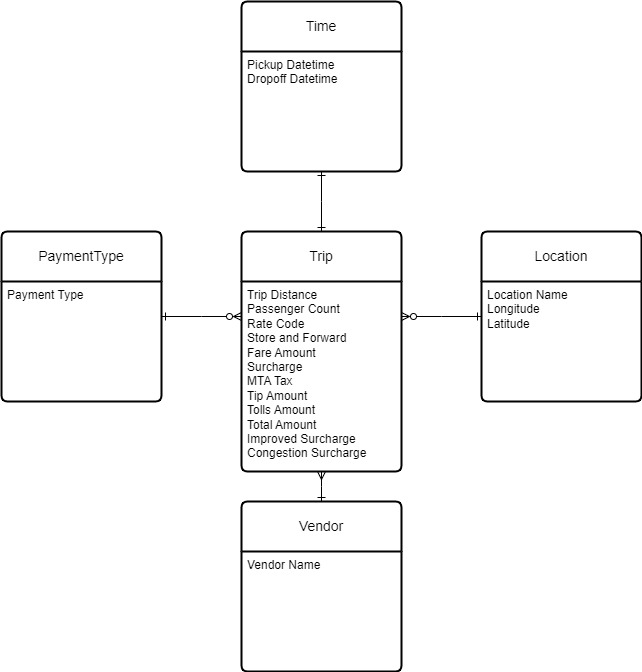 Time
Pickup Datetime
Dropoff Datetime
PaymentType
Payment Type
Trip
Trip Distance
Passenger Count
Rate Code
Store and Forward
Fare Amount
Surcharge
MTA Tax
Tip Amount
Tolls Amount
Total Amount
Improved Surcharge
Congestion Surcharge
Location
Location Name
Longitude
Latitude
Vendor
Vendor Name